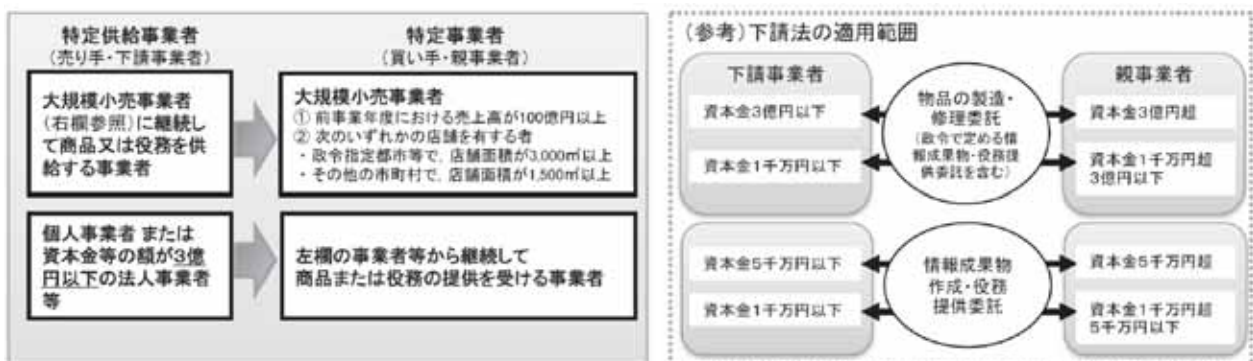 特定供給事業者
(売り手・下請事業者)
特定事業者
(買い手・親事業者)
大規模小売事業者
(右欄参照)に継続し
て商品又は役務を供
給する事業者
大規模小売事業者
① 前事業年度における売上高が100億円以上
② 次のいずれかの店舗を有する者
・政令指定都市等で、店舗面積が3,000㎡以上
・その他の市町村で、店舗面積が1,500㎡以上
個人事業者 または
資本金等の額が3億
円以下の法人事業者
等
左欄の事業者等から継続して
商品または役務の提供を受ける事業者
(参考)下請法の適用範囲
下請事業者
親事業者
資本金3億円以下
資本金1千万円以下
物品の製造・
修理委託
(政令で定める情
報成果物・役務提
供委託を含む)
資本金3億円超
資本金1千万円超
3億円以下
資本金5千万円以下
資本金1千万円以下
情報成果物
作成・役務
提供委託
資本金5千万円超
資本金1千万円超
5千万円以下